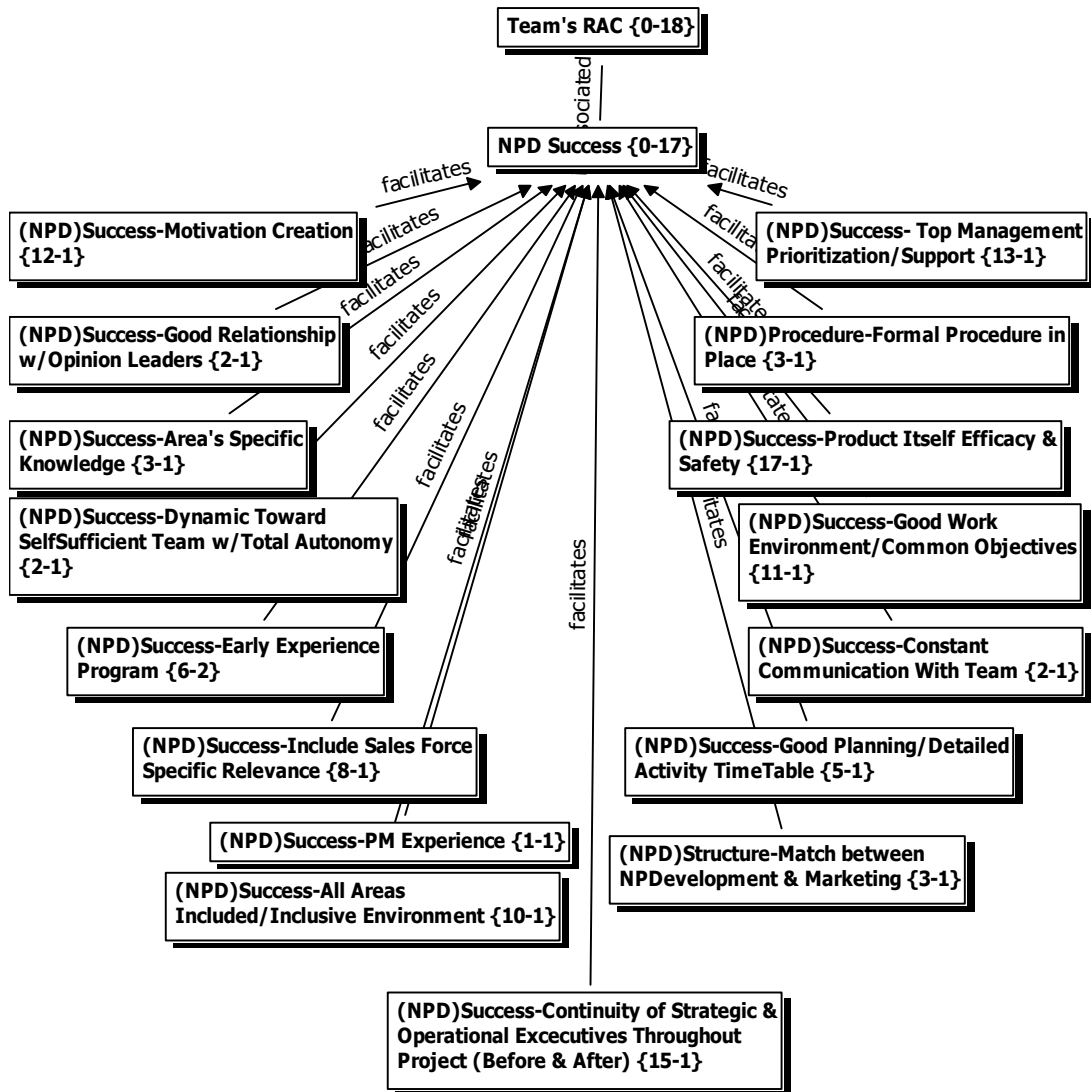 Team's RAC {0-18}
NPD Success {0-17}
facilitates
facilitates
(NPD)Success-Motivation Creation
{12-1}
(NPD)Success- Top Management
Prioritization/Support {13-1}
facilitates
facilitates
facilitates
facilitates
facilitates
(NPD)Success-Good Relationship
w/Opinion Leaders {2-1}
(NPD)Procedure-Formal Procedure in
Place {3-1}
(NPD)Success-Area's Specific
Knowledge {3-1}
(NPD)Success-Product Itself Efficacy &
Safety {17-1}
facilitates
facilitates
facilitates
(NPD)Success-Dynamic Toward
SelfSufficient Team w/Total Autonomy
{2-1}
(NPD)Success-Good Work
Environment/Common Objectives
{11-1}
facilitates
(NPD)Success-Early Experience
Program {6-2}
(NPD)Success-Constant
Communication With Team {2-1}
(NPD)Success-Include Sales Force
Specific Relevance {8-1}
(NPD)Success-Good Planning/Detailed
Activity TimeTable {5-1}
(NPD)Success-PM Experience {1-1}
(NPD)Structure-Match between
NPDevelopment & Marketing {3-1}
(NPD)Success-All Areas
Included/Inclusive Environment {10-1}
(NPD)Success-Continuity of Strategic &
Operational Excecutives Throughout
Project (Before & After) {15-1}